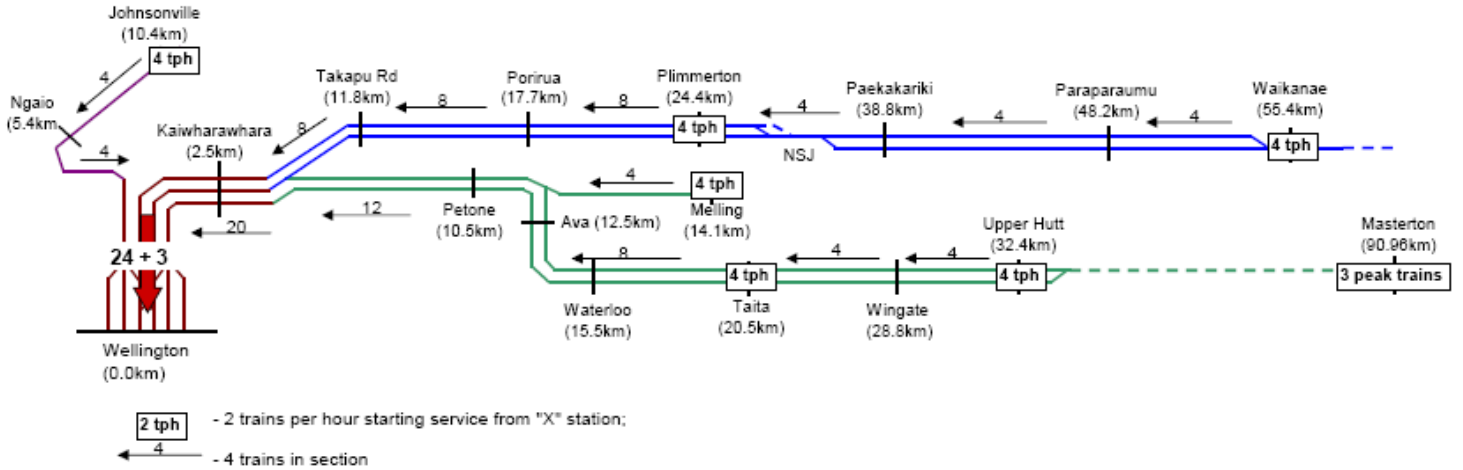 Johnsonville
(10.4km)
4 tph
4
Ngaio
(5.4km
4
Kaiwharawhara
(2.5km)
8
Takapu Rd
(11.8km)
8
Porirua
(17.7km)
8
Plimmerton
(24.4km)
4 tph
4
NSJ
Paekakariki
(38.8km)
4
Paraparaumu
(48.2km)
4
Waikanae
(55.4km)
4 tph
20
12
Petone
(10.5km)
4
4 tph
Melling
(14.1km)
Ava (12.5km)
8
Waterloo
(15.5km)
4 tph
Taita
(20.5km)
4
Wingate
(28.8km)
4
Upper Hutt
(32.4km)
4 tph
Masterton
(90.96km)
3 peak trains
24 + 3
Wellington
(0.0km)
2 tph - 2 trains per hour starting service from "X" station;
4 - 4 trains in section